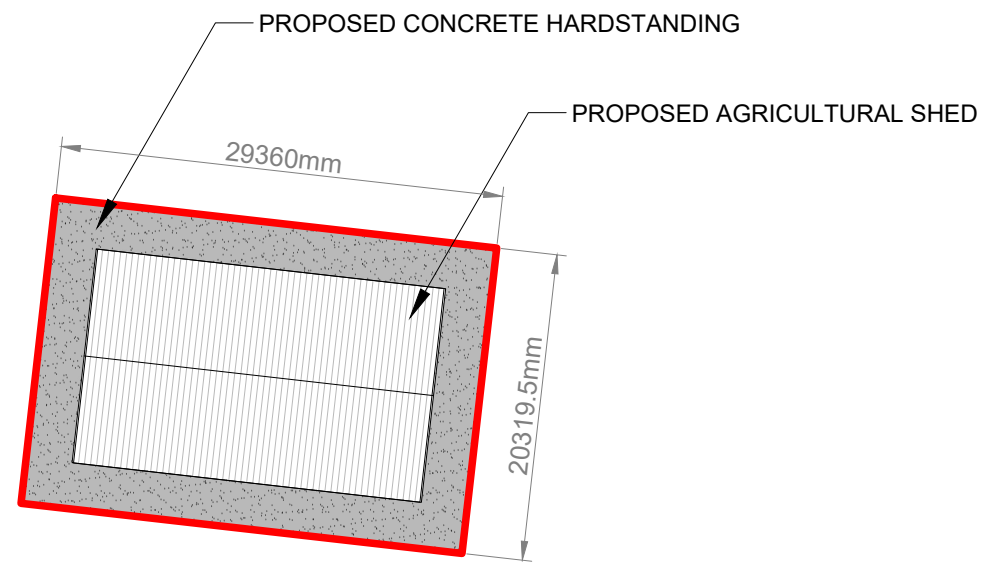 PROPOSED CONCRETE HARDSTANDING
PROPOSED AGRICULTURAL SHED
29360mm
20319.5mm